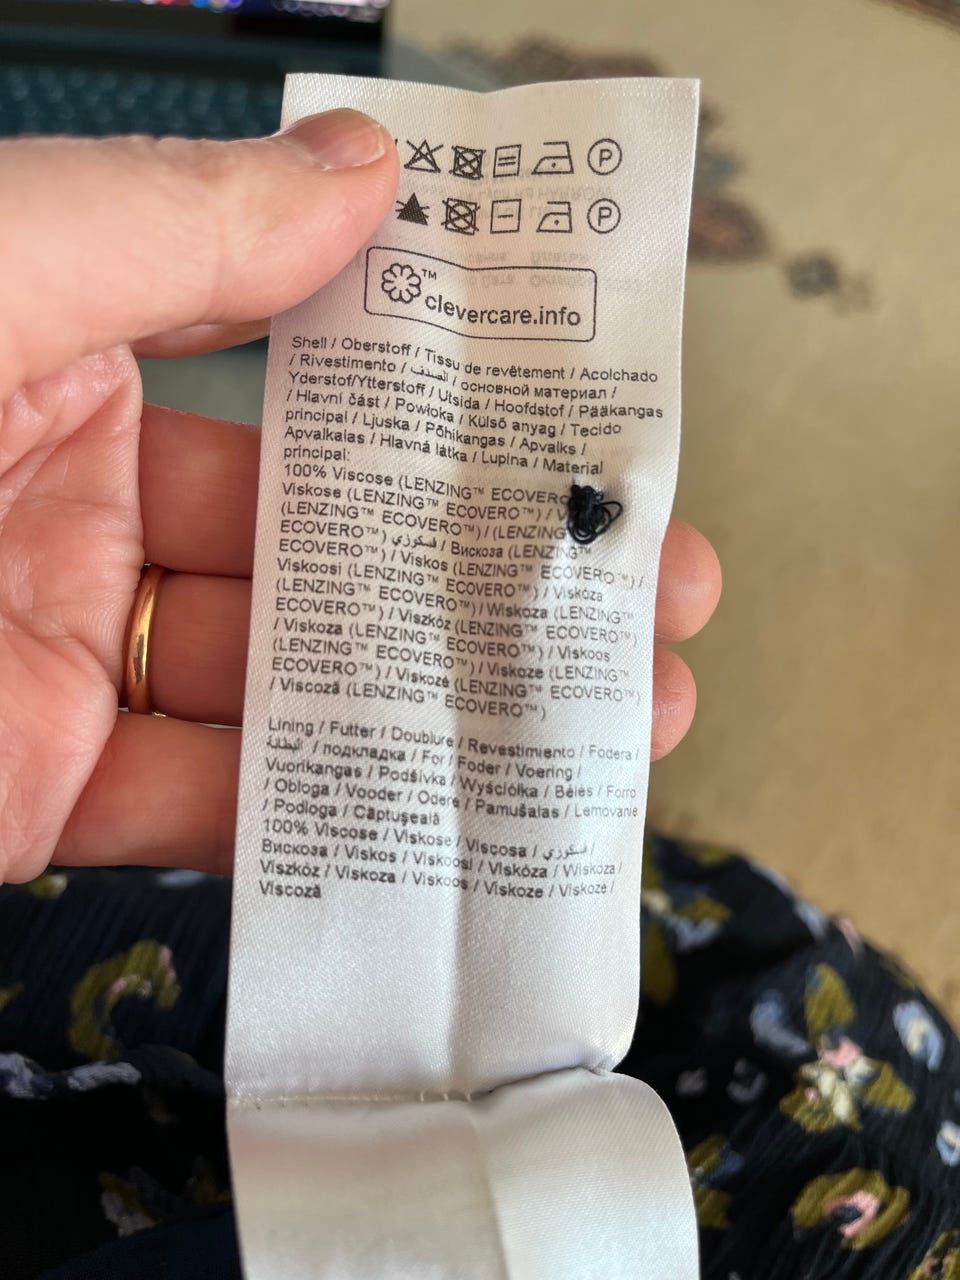 P
P
™
clevercare.info
Shell / Oberstoff / Tissu de revêtement / Acolchado
/ Rivestimento / الصدف / основной материал /
Yderstof/Ytterstoff / Utsida / Hoofdstof / Pääkangas
/ Hlavní část / Powłoka / Külső anyag / Tecido
principal / Ljuska / Põhikangas / Apvalks /
Apvalkalas / Hlavná látka / Lupina / Material
principal:
100% Viscose (LENZING™ ECOVERO
Viskose (LENZING™ ECOVERO™) /
(LENZING™ ECOVERO™) / (LENZING
ECOVERO™) فسكوزي / Вискоза (LENZING™
ECOVERO™) / Viskos (LENZING™ ECOVERO™) /
Viskoosi (LENZING™ ECOVERO™) / Viskóza
(LENZING™ ECOVERO™) / Wiskoza (LENZING™
ECOVERO™) / Viszkóz (LENZING™ ECOVERO™)
/ Viskoza (LENZING™ ECOVERO™) / Viskoos
(LENZING™ ECOVERO™) / Viskoze (LENZING™
ECOVERO™) / Viskozė (LENZING™ ECOVERO™)
/ Viscoză (LENZING™ ECOVERO™)
Lining / Futter / Doublure / Revestimiento / Fodera /
البطانة / подкладка / For / Foder / Voering /
Vuorikangas / Podšívka / Wyściółka / Bélés / Forro
/ Obloga / Vooder / Odere / Pamušalas / Lemovanie
/ Podloga / Căptuşeală
100% Viscose / Viskose / Viscosa / فسكوزي /
Вискоза / Viskos / Viskoosi / Viskóza / Wiskoza /
Viszkóz / Viskoza / Viskoos / Viskoze / Viskozė /
Viscoză